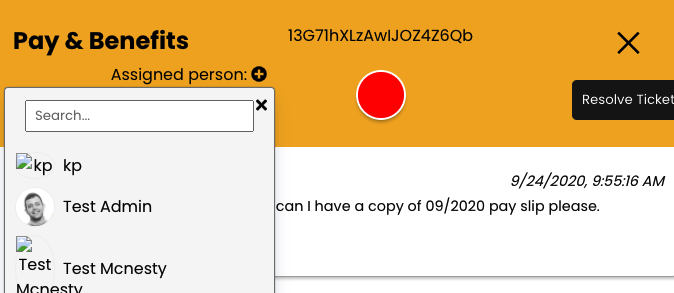 Pay & Benefits
13G71hXLzAwIJOZ4Z6Qb
Assigned person:
Resolve Ticket
Search...
kp kp
Test Admin
Test
Mcnesty
Test Mcnesty
9/24/2020, 9:55:16 AM
can I have a copy of 09/2020 pay slip please.